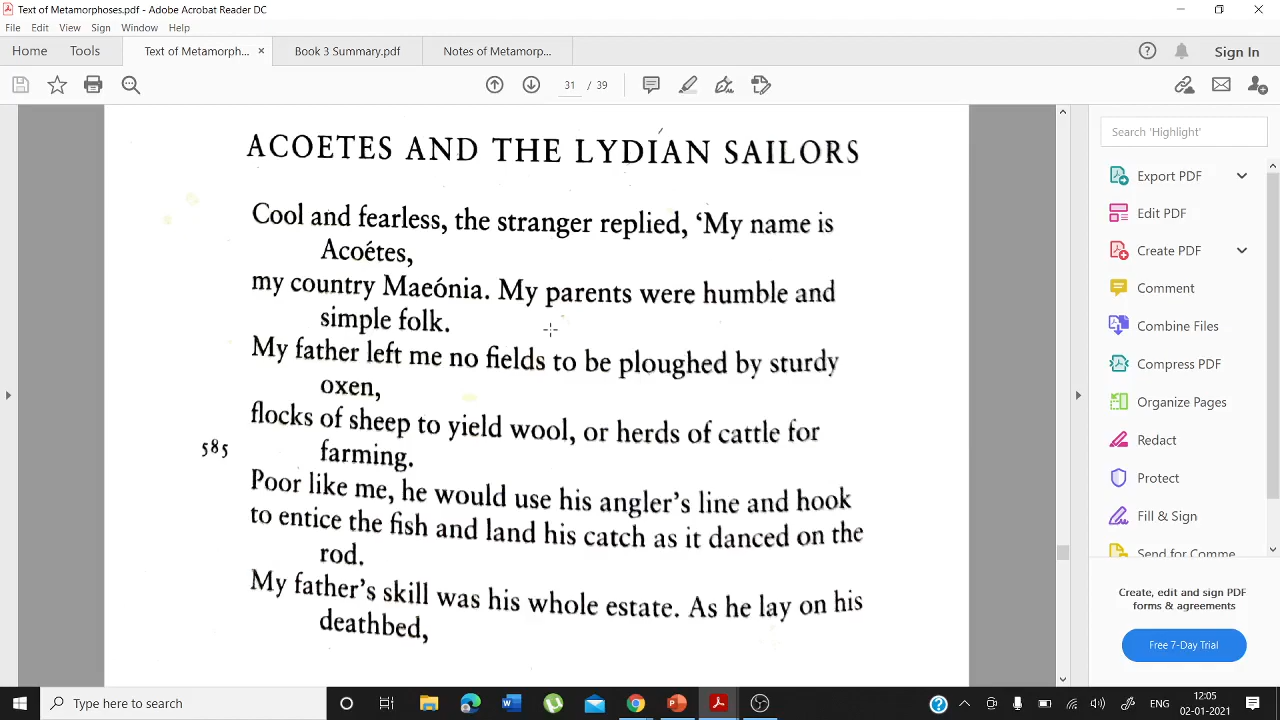 Text of Metamorphoses.pdf - Adobe Acrobat Reader DC
File Edit View Sign Window Help
Home Tools Text of Metamorph... × Book 3 Summary.pdf Notes of Metamorp... Sign In
31 / 39
ACOETES AND THE LYDIAN SAILORS
Cool and fearless, the stranger replied, ‘My name is
Acoétes,
my country Maeónia. My parents were humble and
simple folk.
My father left me no fields to be ploughed by sturdy
oxen,
flocks of sheep to yield wool, or herds of cattle for
585 farming.
Poor like me, he would use his angler’s line and hook
to entice the fish and land his catch as it danced on the
rod.
My father’s skill was his whole estate. As he lay on his
deathbed,
Search 'Highlight'
Export PDF
Edit PDF
Create PDF
Comment
Combine Files
Compress PDF
Organize Pages
Redact
Protect
Fill & Sign
Send for Comme
Create, edit and sign PDF
forms & agreements
Free 7-Day Trial
Type here to search
ENG
12:05
02-01-2021